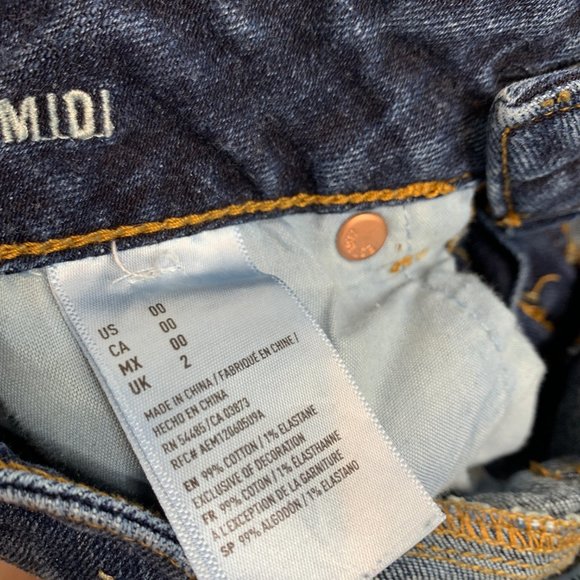 MIDI
US 00
CA 00
MX 00
UK 2
MADE IN CHINA / FABRIQUÉ EN CHINE /
HECHO EN CHINA
RN 54485/ CA 03873
RFC# AEM120605U9A
EN 99% COTTON / 1% ELASTANE
EXCLUSIVE OF DECORATION
FR 99% COTON / 1% ELASTHANNE
À L'EXCEPTION DE LA GARNITURE
SP 99% ALGODÓN / 1% ELASTANO